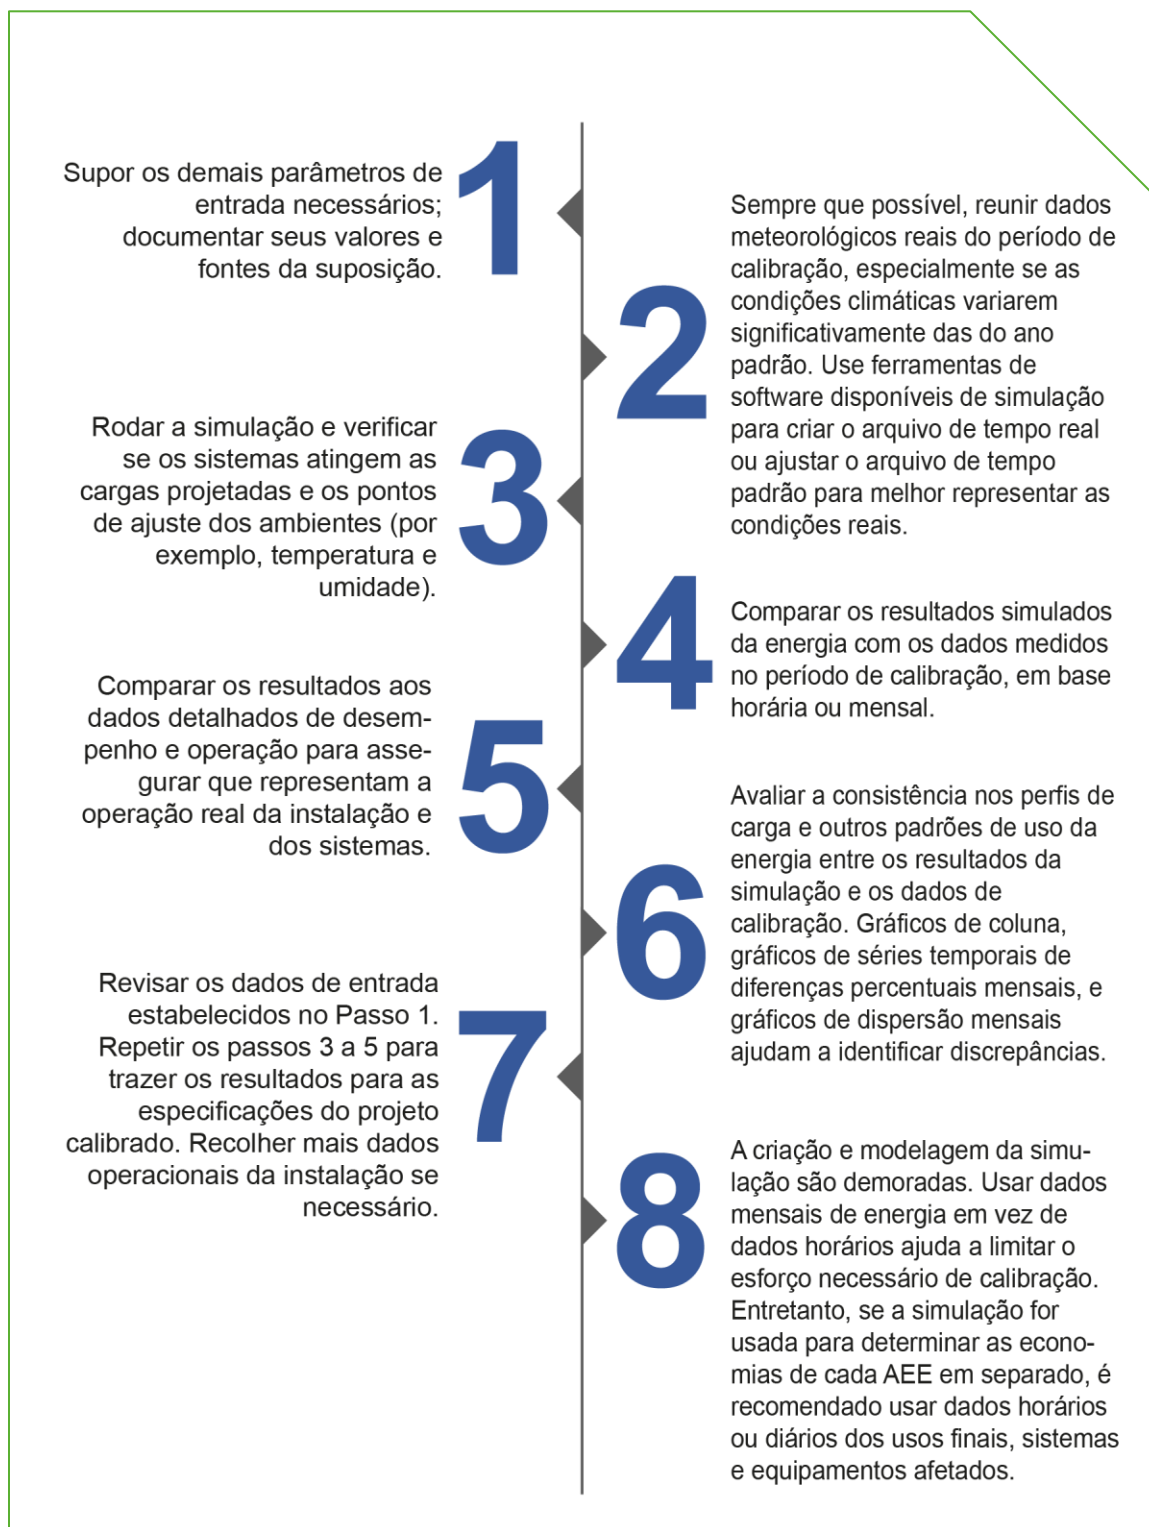 1
Supor os demais parâmetros de
entrada necessários;
documentar seus valores e
fontes da suposição.
2
Sempre que possível, reunir dados
meteorológicos reais do período de
calibração, especialmente se as
condições climáticas variarem
significativamente das do ano
padrão. Use ferramentas de
software disponíveis de simulação
para criar o arquivo de tempo real
ou ajustar o arquivo de tempo
padrão para melhor representar as
condições reais.
3
Rodar a simulação e verificar
se os sistemas atingem as
cargas projetadas e os pontos
de ajuste dos ambientes (por
exemplo, temperatura e
umidade).
4
Comparar os resultados simulados
da energia com os dados medidos
no período de calibração, em base
horária ou mensal.
5
Comparar os resultados aos
dados detalhados de desem-
penho e operação para asse-
gurar que representam a
operação real da instalação e
dos sistemas.
6
Avaliar a consistência nos perfis de
carga e outros padrões de uso da
energia entre os resultados da
simulação e os dados de
calibração. Gráficos de coluna,
gráficos de séries temporais de
diferenças percentuais mensais, e
gráficos de dispersão mensais
ajudam a identificar discrepâncias.
7
Revisar os dados de entrada
estabelecidos no Passo 1.
Repetir os passos 3 a 5 para
trazer os resultados para as
especificações do projeto
calibrado. Recolher mais dados
operacionais da instalação se
necessário.
8
A criação e modelagem da simu-
lação são demoradas. Usar dados
mensais de energia em vez de
dados horários ajuda a limitar o
esforço necessário de calibração.
Entretanto, se a simulação for
usada para determinar as econo-
mias de cada AEE em separado, é
recomendado usar dados horários
ou diários dos usos finais, sistemas
e equipamentos afetados.